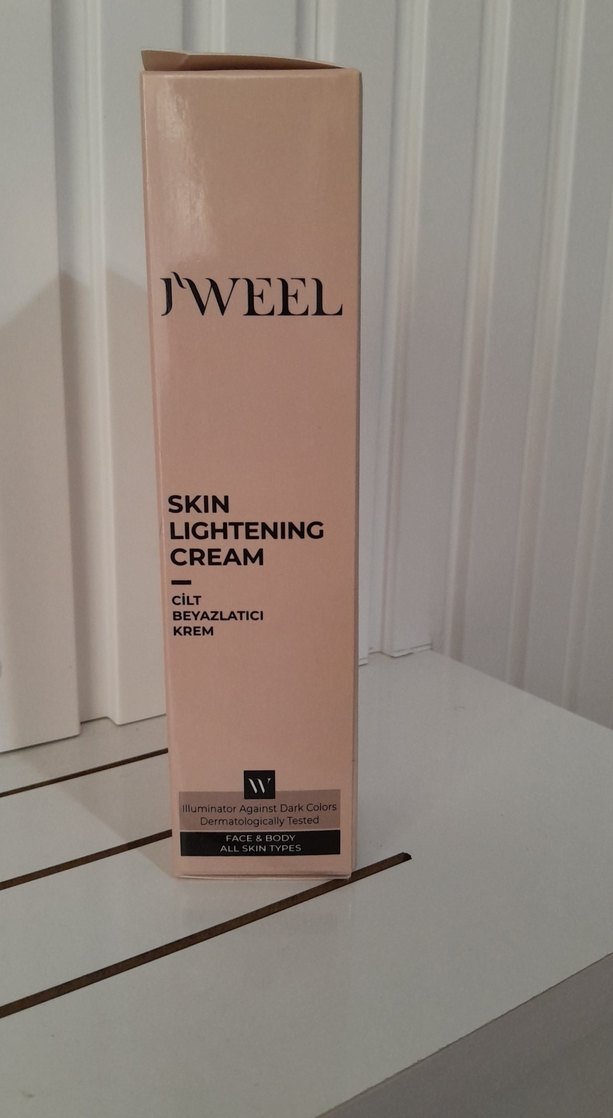 J'WEEL
SKIN
LIGHTENING
CREAM
CİLT
BEYAZLATICI
KREM
W
Illuminator Against Dark Colors
Dermatologically Tested
FACE & BODY
ALL SKIN TYPES